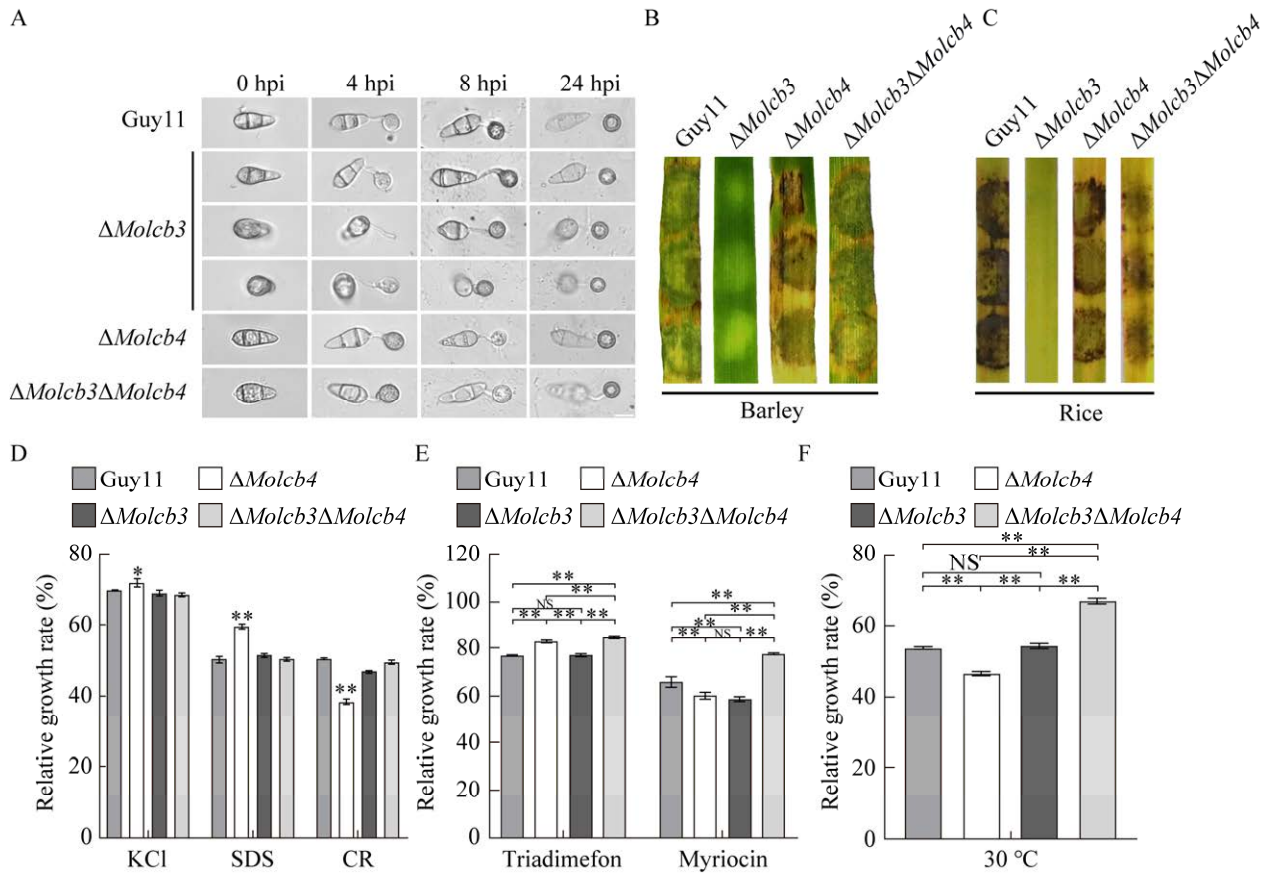 A
B
C
0 hpi
4 hpi
8 hpi
24 hpi
Guy11
ΔMolcb3
ΔMolcb4
ΔMolcb3ΔMolcb4
Guy11
ΔMolcb3
ΔMolcb4
ΔMolcb3ΔMolcb4
Barley
Guy11
ΔMolcb3
ΔMolcb4
ΔMolcb3ΔMolcb4
Rice
D
Guy11
ΔMolcb4
ΔMolcb3
ΔMolcb3ΔMolcb4
Relative growth rate (%)
80
60
40
20
0
*
**
**
KCl
SDS
CR
E
Guy11
ΔMolcb4
ΔMolcb3
ΔMolcb3ΔMolcb4
Relative growth rate (%)
120
100
80
60
40
20
0
**
**
NS
** ** **
**
**
**
** NS **
Triadimefon
Myriocin
F
Guy11
ΔMolcb4
ΔMolcb3
ΔMolcb3ΔMolcb4
Relative growth rate (%)
80
60
40
20
0
**
**
NS
** ** **
30 °C